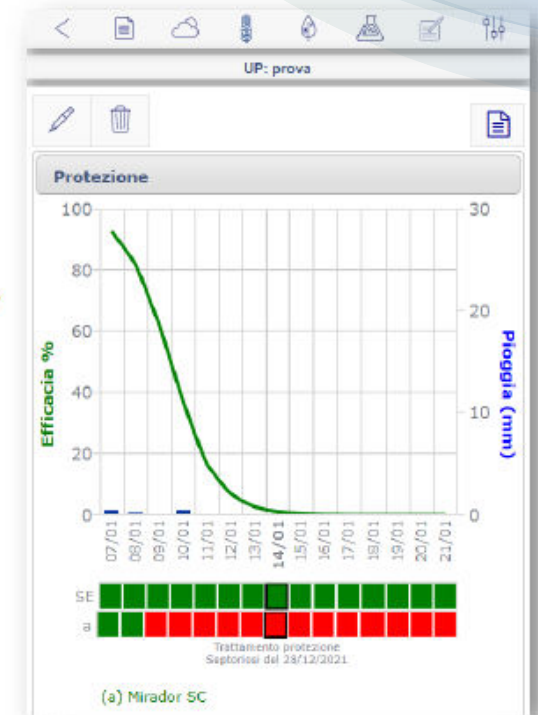 UP: prova
Protezione
100
80
60
40
20
0
Efficacia %
30
20
10
0
Pioggia (mm)
07/01
08/01
09/01
10/01
11/01
12/01
13/01
14/01
15/01
16/01
17/01
18/01
19/01
20/01
21/01
SE
a
Trattamento protezione
Septoriosi del 28/12/2021
(a) Mirador SC